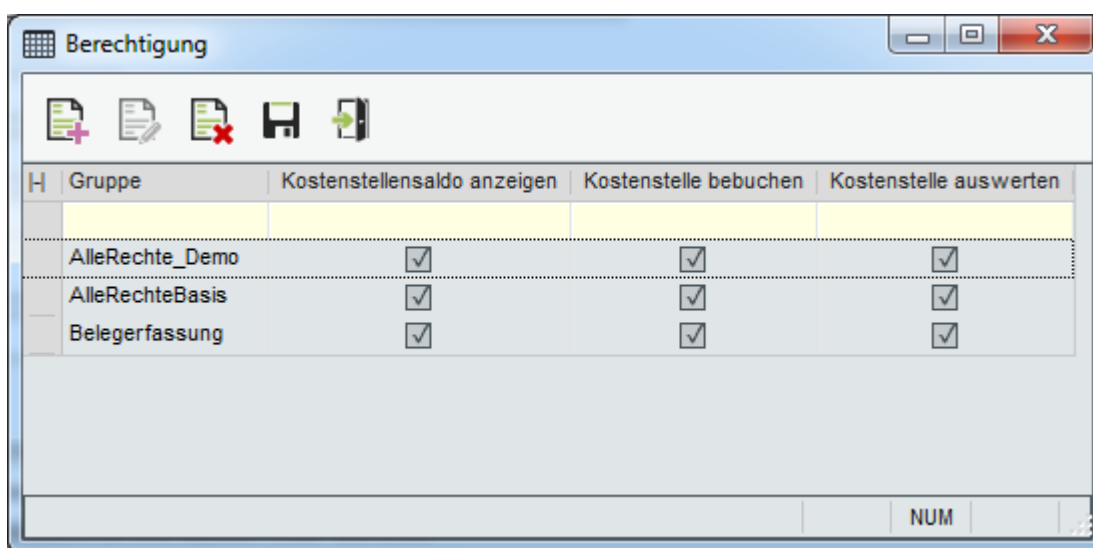 Berechtigung
Gruppe Kostenstellensaldo anzeigen Kostenstelle bebuchen Kostenstelle auswerten
AlleRechte_Demo
AlleRechteBasis
Belegerfassung
NUM